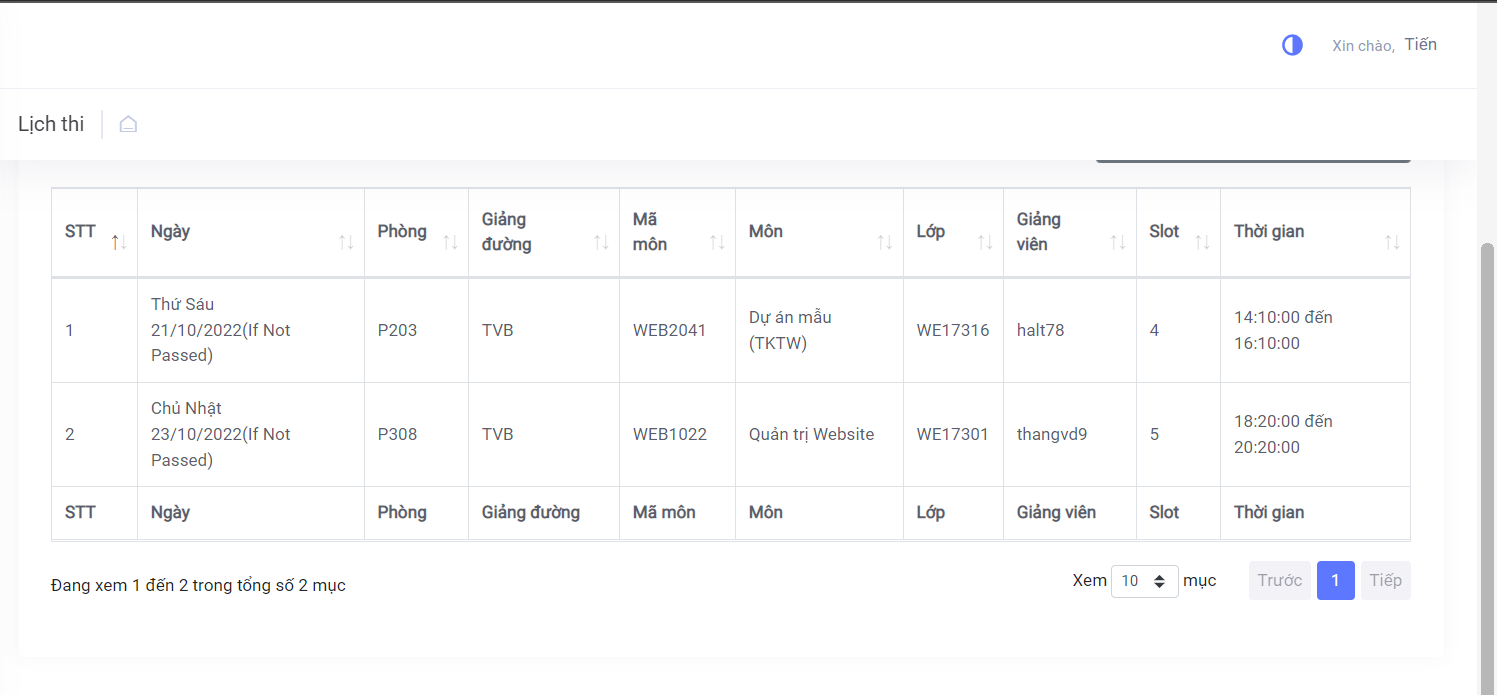 Xin chào, Tiến
Lịch thi
STT Ngày Phòng Giảng đường Mã môn Môn Lớp Giảng viên Slot Thời gian
1 Thứ Sáu 21/10/2022(If Not Passed) P203 TVB WEB2041 Dự án mẫu (TKTW) WE17316 halt78 4 14:10:00 đến 16:10:00
2 Chủ Nhật 23/10/2022(If Not Passed) P308 TVB WEB1022 Quản trị Website WE17301 thangvd9 5 18:20:00 đến 20:20:00
STT Ngày Phòng Giảng đường Mã môn Môn Lớp Giảng viên Slot Thời gian
Đang xem 1 đến 2 trong tổng số 2 mục
Xem 10 mục
Trước 1 Tiếp